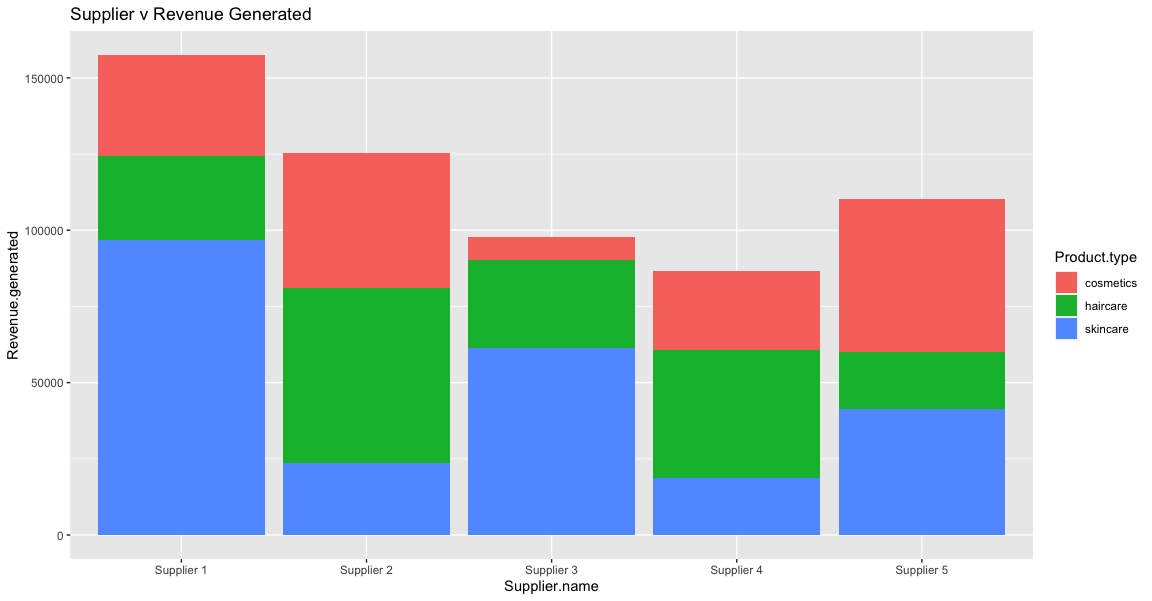 Supplier v Revenue Generated
150000
100000
50000
0
Revenue.generated
Supplier 1 Supplier 2 Supplier 3 Supplier 4 Supplier 5
Supplier.name
Product.type
cosmetics
haircare
skincare